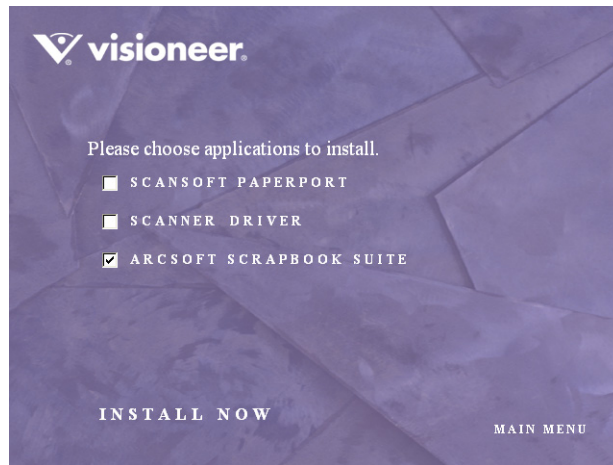 visioneer®
Please choose applications to install.
SCANSOFT PAPERPORT
SCANNER DRIVER
ARCSOFT SCRAPBOOK SUITE
INSTALL NOW
MAIN MENU